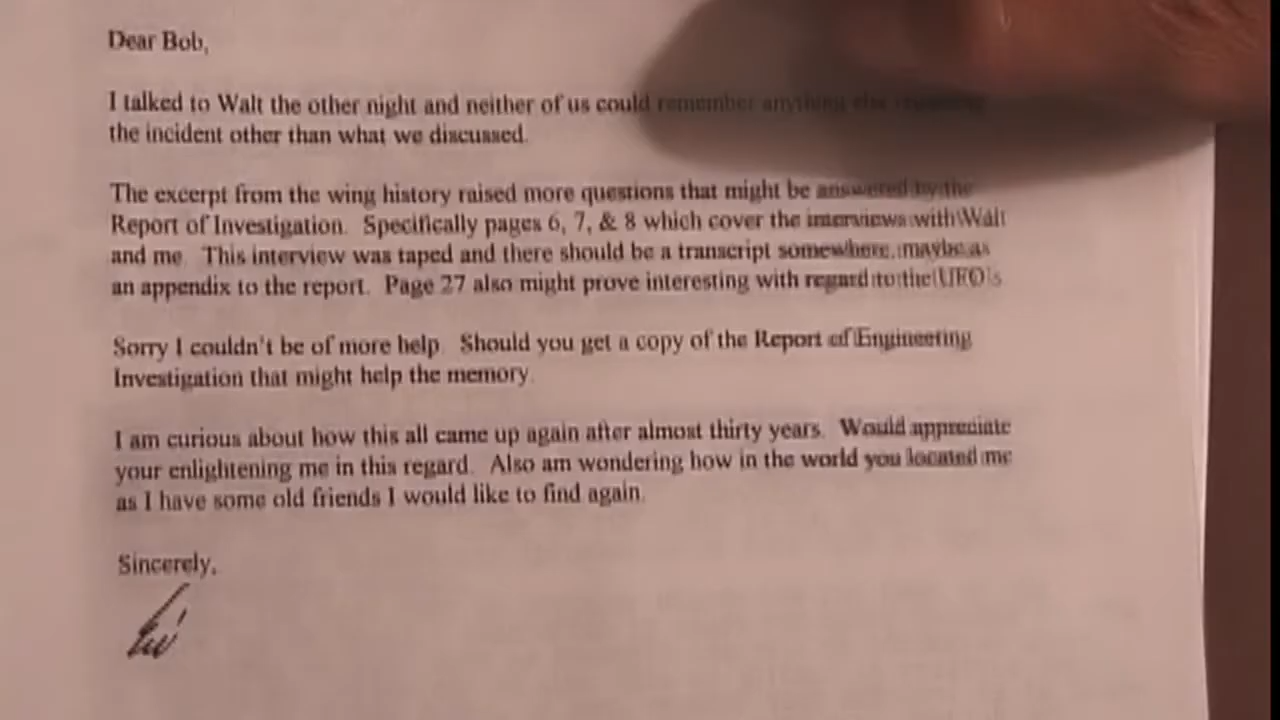 Dear Bob,
I talked to Walt the other night and neither of us could remember anything else
the incident other than what we discussed.
The excerpt from the wing history raised more questions that might be answered by the
Report of Investigation. Specifically pages 6, 7, & 8 which cover the interviews with Walt
and me. This interview was taped and there should be a transcript somewhere, maybe as
an appendix to the report. Page 27 also might prove interesting with regard to the UFO's
Sorry I couldn't be of more help. Should you get a copy of the Report of Engineering
Investigation that might help the memory.
I am curious about how this all came up again after almost thirty years. Would appreciate
your enlightening me in this regard. Also am wondering how in the world you located me
as I have some old friends I would like to find again.
Sincerely,